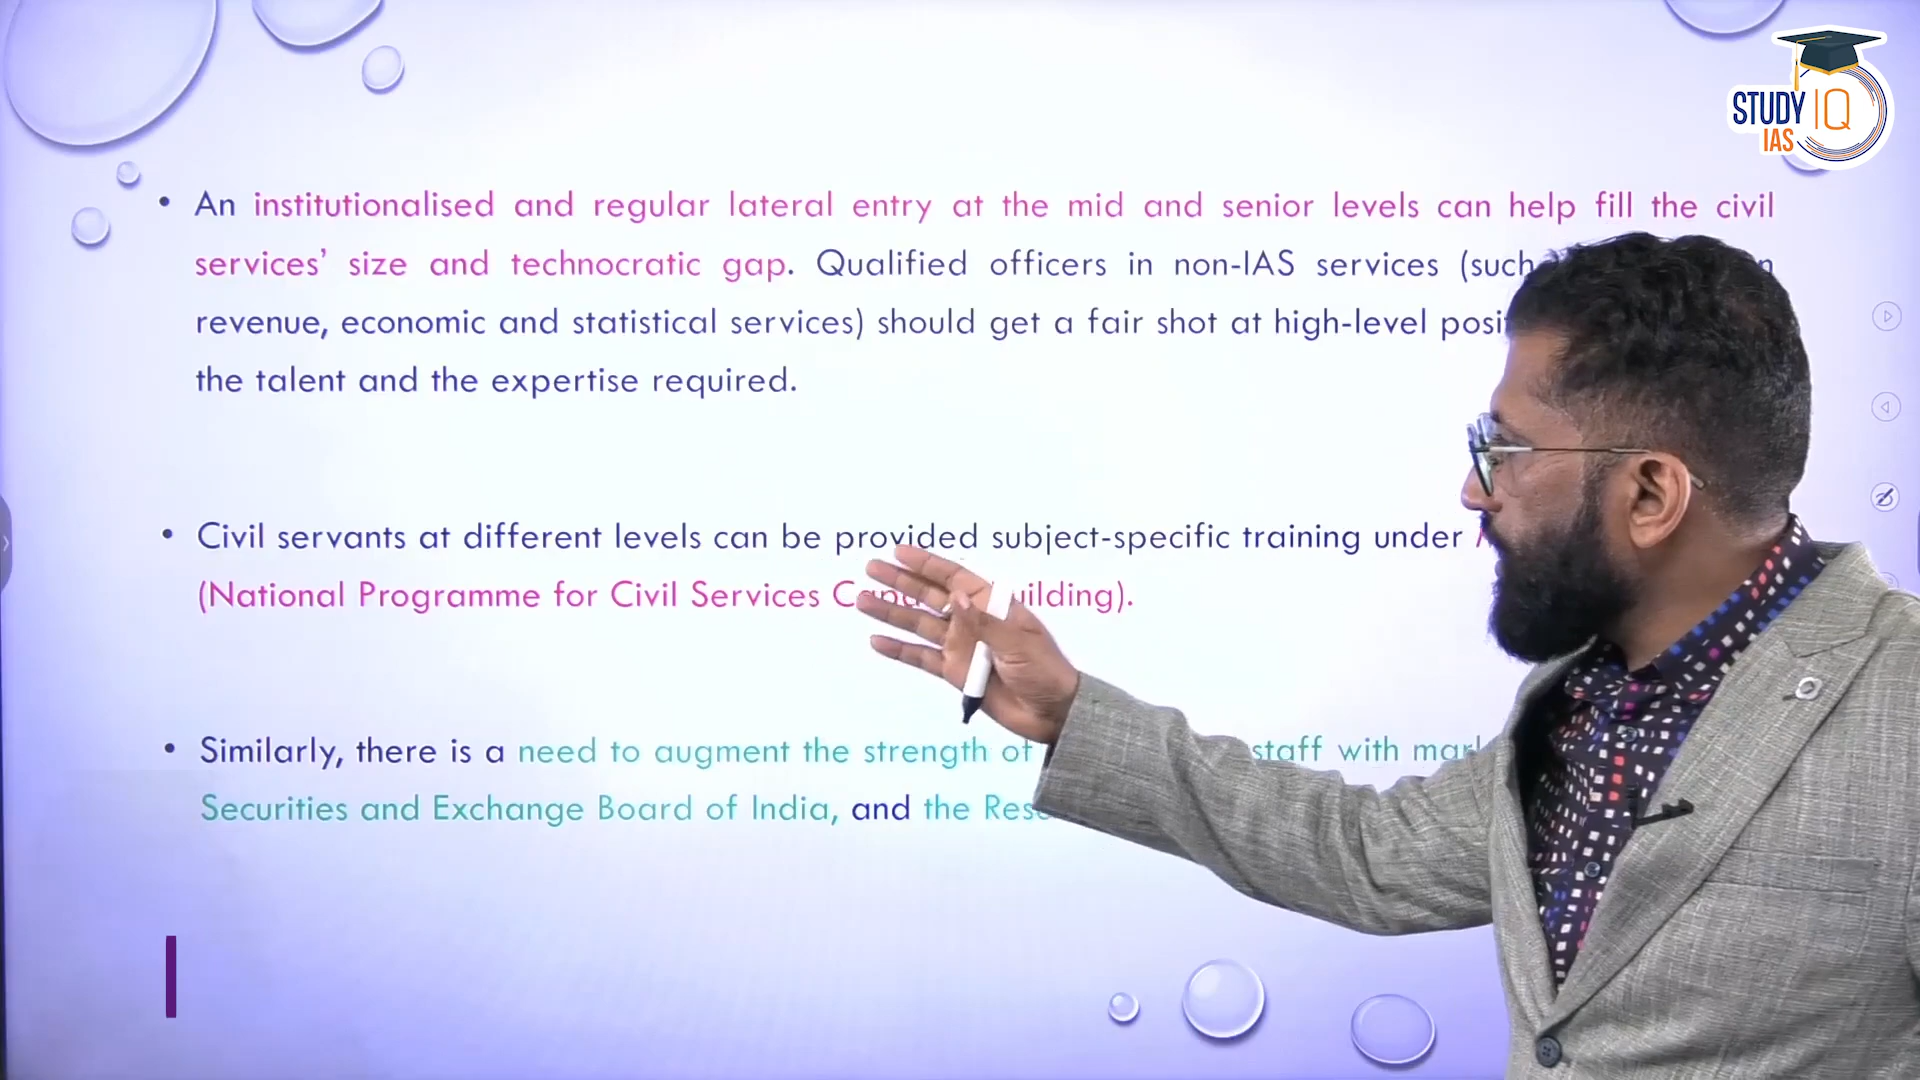 STUDY IQ
IAS
• An institutionalised and regular lateral entry at the mid and senior levels can help fill the civil
services’ size and technocratic gap. Qualified officers in non-IAS services (such
revenue, economic and statistical services) should get a fair shot at high-level
the talent and the expertise required.
• Civil servants at different levels can be provided subject-specific training under
(National Programme for Civil Services uilding).
• Similarly, there is a need to augment the strength of staff with
Securities and Exchange Board of India, and the